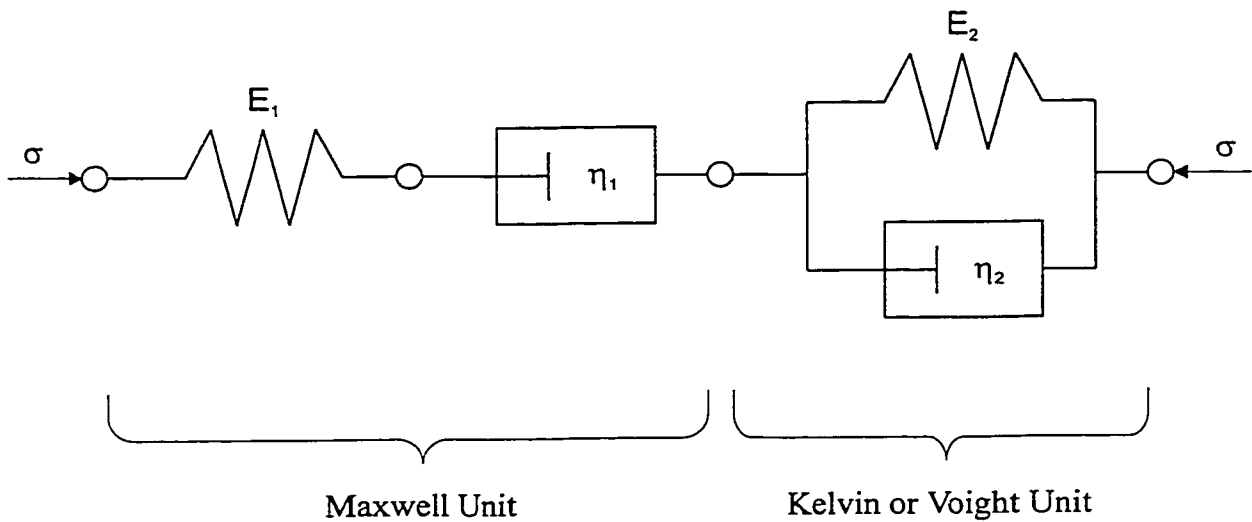 E₂
E₁
σ
σ
η₁
η₂
Maxwell Unit
Kelvin or Voight Unit